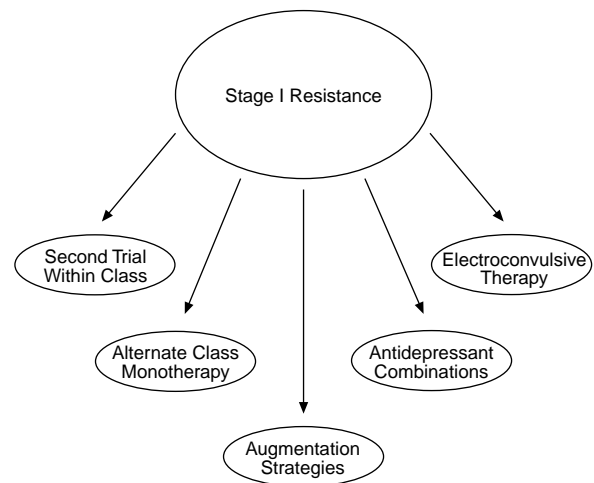 Stage I Resistance
Second Trial
Within Class
Electroconvulsive
Therapy
Alternate Class
Monotherapy
Antidepressant
Combinations
Augmentation
Strategies